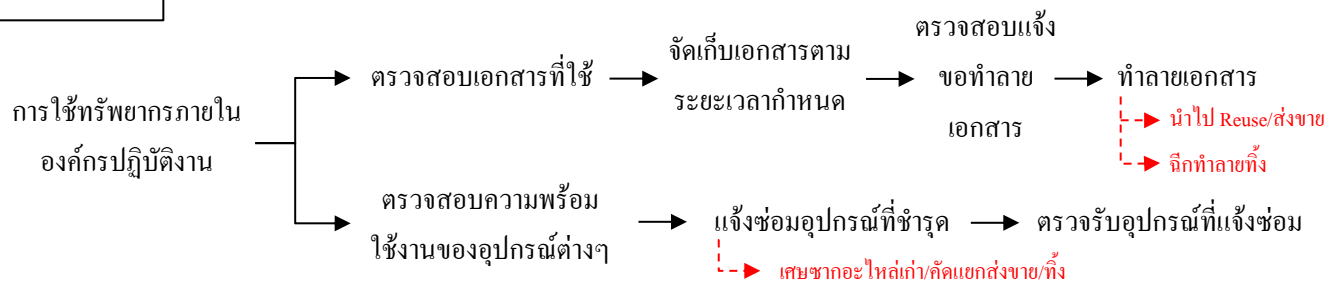 การใช้ทรัพยากรภายใน
องค์กรปฏิบัติงาน
ตรวจสอบเอกสารที่ใช้
จัดเก็บเอกสารตาม
ระยะเวลากำหนด
ตรวจสอบแจ้ง
ขอทำลาย
เอกสาร
ทำลายเอกสาร
นำไป Reuse/ส่งขาย
ฉีกทำลายทิ้ง
ตรวจสอบความพร้อม
ใช้งานของอุปกรณ์ต่างๆ
แจ้งซ่อมอุปกรณ์ที่ชำรุด
เศษซากอะไหล่เก่า/คัดแยกส่งขาย/ทิ้ง
ตรวจรับอุปกรณ์ที่แจ้งซ่อม